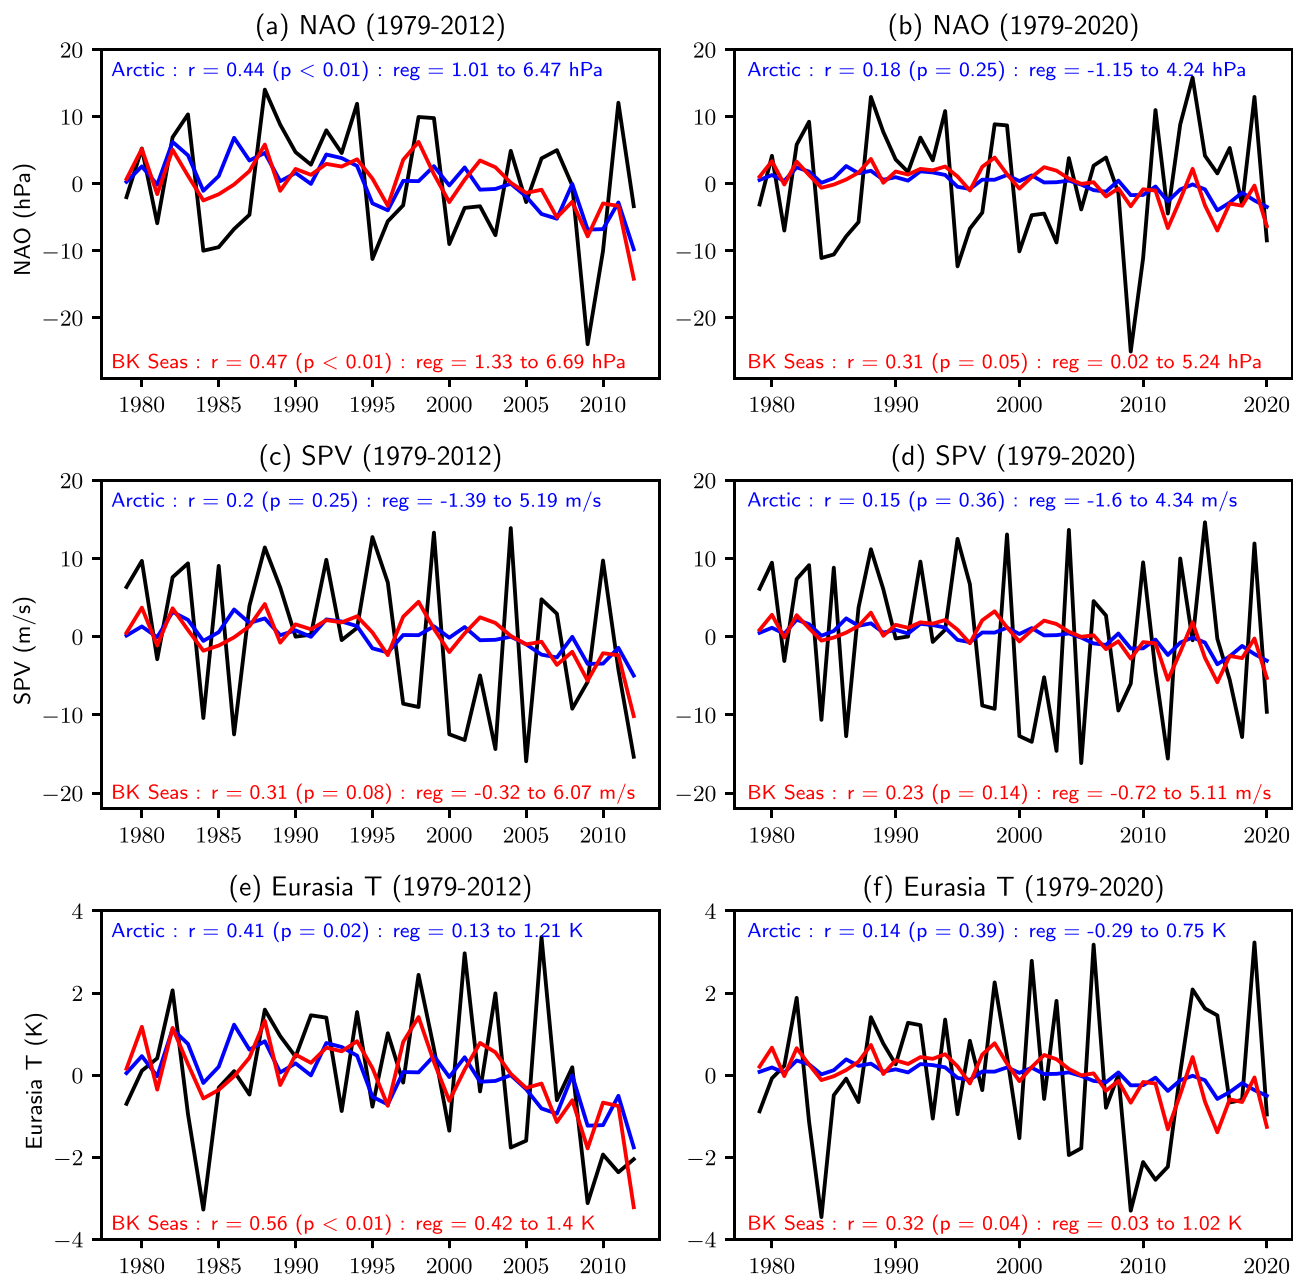 (a) NAO (1979-2012)
Arctic : r = 0.44 (p < 0.01) : reg = 1.01 to 6.47 hPa
BK Seas : r = 0.47 (p < 0.01) : reg = 1.33 to 6.69 hPa
NAO (hPa)
20
10
0
−10
−20
1980 1985 1990 1995 2000 2005 2010
(b) NAO (1979-2020)
Arctic : r = 0.18 (p = 0.25) : reg = -1.15 to 4.24 hPa
BK Seas : r = 0.31 (p = 0.05) : reg = 0.02 to 5.24 hPa
20
10
0
−10
−20
1980 1990 2000 2010 2020
(c) SPV (1979-2012)
Arctic : r = 0.2 (p = 0.25) : reg = -1.39 to 5.19 m/s
BK Seas : r = 0.31 (p = 0.08) : reg = -0.32 to 6.07 m/s
SPV (m/s)
20
10
0
−10
−20
1980 1985 1990 1995 2000 2005 2010
(d) SPV (1979-2020)
Arctic : r = 0.15 (p = 0.36) : reg = -1.6 to 4.34 m/s
BK Seas : r = 0.23 (p = 0.14) : reg = -0.72 to 5.11 m/s
20
10
0
−10
−20
1980 1990 2000 2010 2020
(e) Eurasia T (1979-2012)
Arctic : r = 0.41 (p = 0.02) : reg = 0.13 to 1.21 K
BK Seas : r = 0.56 (p < 0.01) : reg = 0.42 to 1.4 K
Eurasia T (K)
4
2
0
−2
−4
1980 1985 1990 1995 2000 2005 2010
(f) Eurasia T (1979-2020)
Arctic : r = 0.14 (p = 0.39) : reg = -0.29 to 0.75 K
BK Seas : r = 0.32 (p = 0.04) : reg = 0.03 to 1.02 K
4
2
0
−2
−4
1980 1990 2000 2010 2020